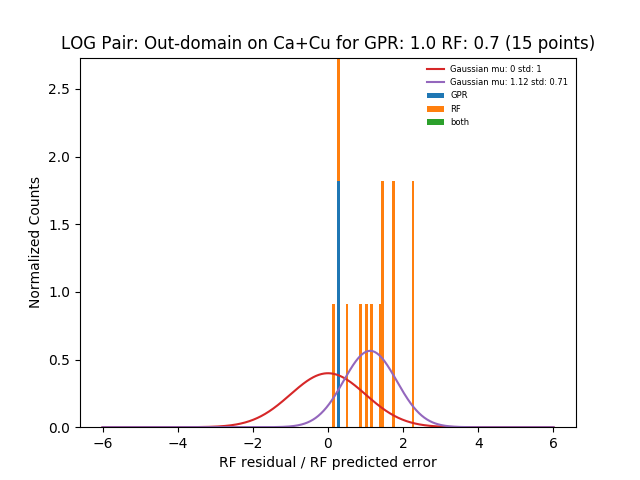 LOG Pair: Out-domain on Ca+Cu for GPR: 1.0 RF: 0.7 (15 points)
Gaussian mu: 0 std: 1
Gaussian mu: 1.12 std: 0.71
GPR
RF
both
Normalized Counts
2.5
2.0
1.5
1.0
0.5
0.0
−6 −4 −2 0 2 4 6
RF residual / RF predicted error